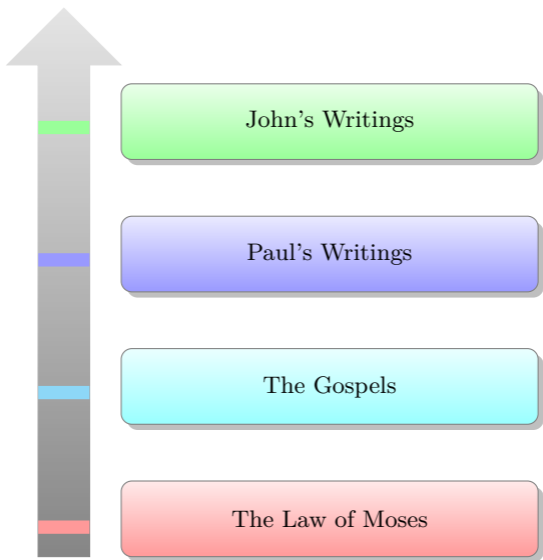 John's Writings
Paul's Writings
The Gospels
The Law of Moses